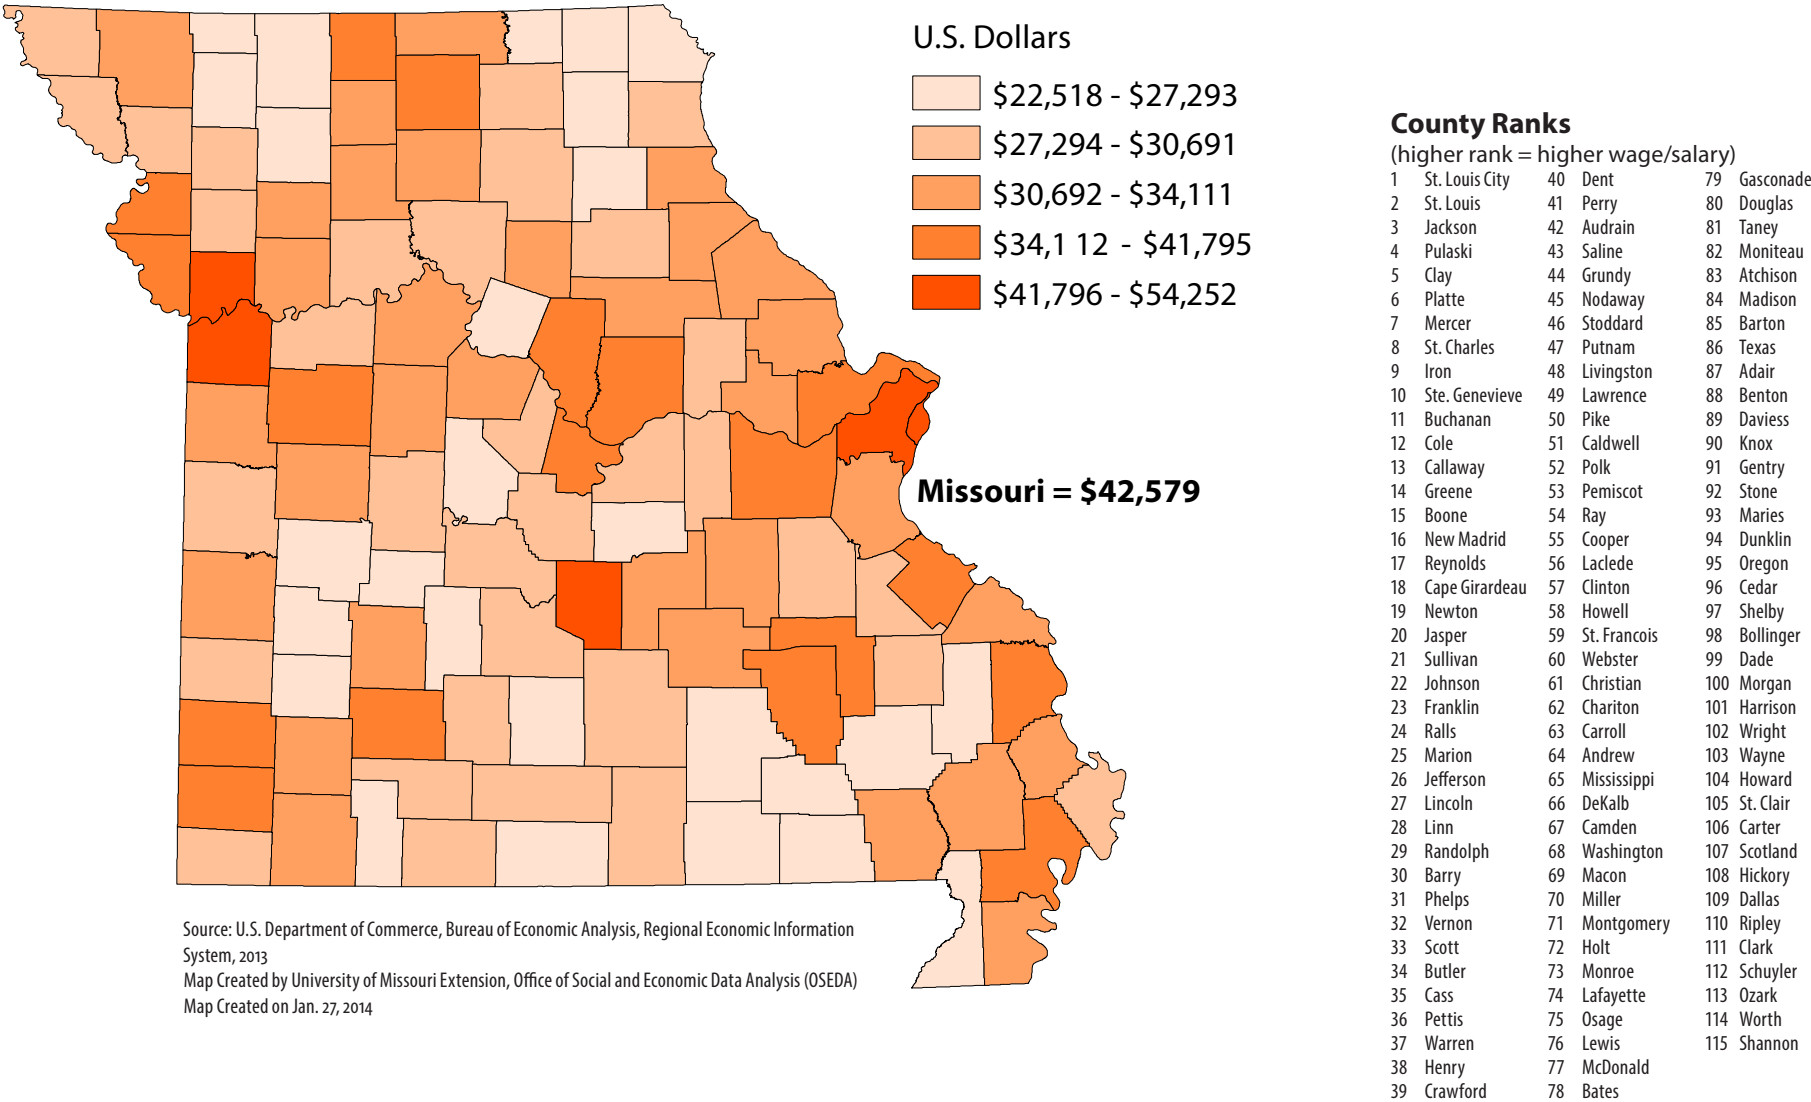 U.S. Dollars
$22,518 - $27,293
$27,294 - $30,691
$30,692 - $34,111
$34,1 12 - $41,795
$41,796 - $54,252
Missouri = $42,579
County Ranks
(higher rank = higher wage/salary)
1 St. Louis City
2 St. Louis
3 Jackson
4 Pulaski
5 Clay
6 Platte
7 Mercer
8 St. Charles
9 Iron
10 Ste. Genevieve
11 Buchanan
12 Cole
13 Callaway
14 Greene
15 Boone
16 New Madrid
17 Reynolds
18 Cape Girardeau
19 Newton
20 Jasper
21 Sullivan
22 Johnson
23 Franklin
24 Ralls
25 Marion
26 Jefferson
27 Lincoln
28 Linn
29 Randolph
30 Barry
31 Phelps
32 Vernon
33 Scott
34 Butler
35 Cass
36 Pettis
37 Warren
38 Henry
39 Crawford
40 Dent
41 Perry
42 Audrain
43 Saline
44 Grundy
45 Nodaway
46 Stoddard
47 Putnam
48 Livingston
49 Lawrence
50 Pike
51 Caldwell
52 Polk
53 Pemiscot
54 Ray
55 Cooper
56 Laclede
57 Clinton
58 Howell
59 St. Francois
60 Webster
61 Christian
62 Chariton
63 Carroll
64 Andrew
65 Mississippi
66 DeKalb
67 Camden
68 Washington
69 Macon
70 Miller
71 Montgomery
72 Holt
73 Monroe
74 Lafayette
75 Osage
76 Lewis
77 McDonald
78 Bates
79 Gasconade
80 Douglas
81 Taney
82 Moniteau
83 Atchison
84 Madison
85 Barton
86 Texas
87 Adair
88 Benton
89 Daviess
90 Knox
91 Gentry
92 Stone
93 Maries
94 Dunklin
95 Oregon
96 Cedar
97 Shelby
98 Bollinger
99 Dade
100 Morgan
101 Harrison
102 Wright
103 Wayne
104 Howard
105 St. Clair
106 Carter
107 Scotland
108 Hickory
109 Dallas
110 Ripley
111 Clark
112 Schuyler
113 Ozark
114 Worth
115 Shannon
Source: U.S. Department of Commerce, Bureau of Economic Analysis, Regional Economic Information
System, 2013
Map Created by University of Missouri Extension, Office of Social and Economic Data Analysis (OSEDA)
Map Created on Jan. 27, 2014